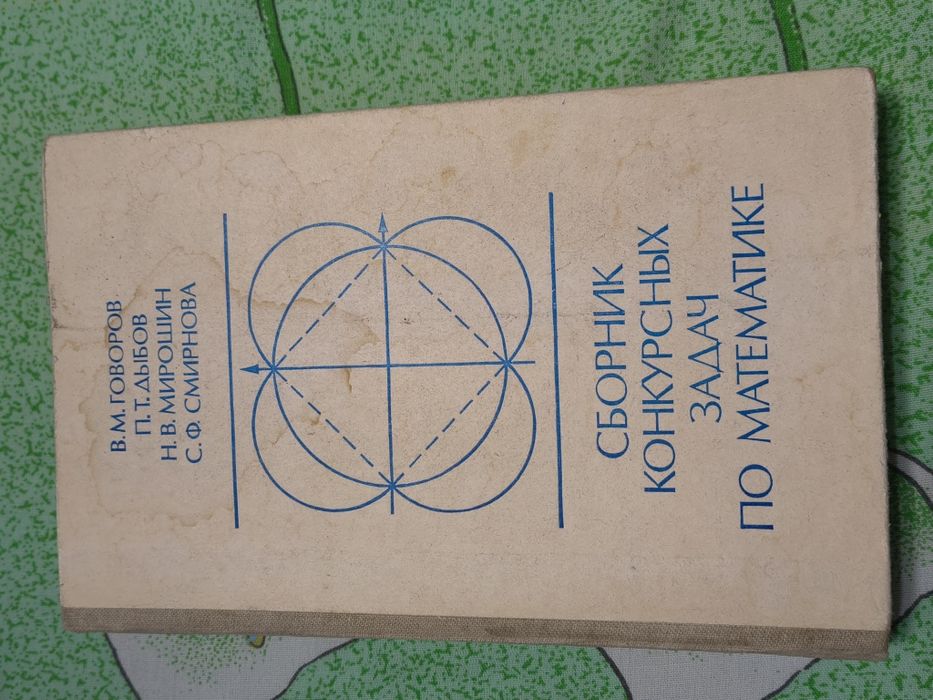 В.М.ГОВОРОВ
П.Т.ДЫБОВ
Н.В.МИРОШИН
С.Ф.СМИРНОВА
СБОРНИК
КОНКУРСНЫХ
ЗАДАЧ
ПО МАТЕМАТИКЕ